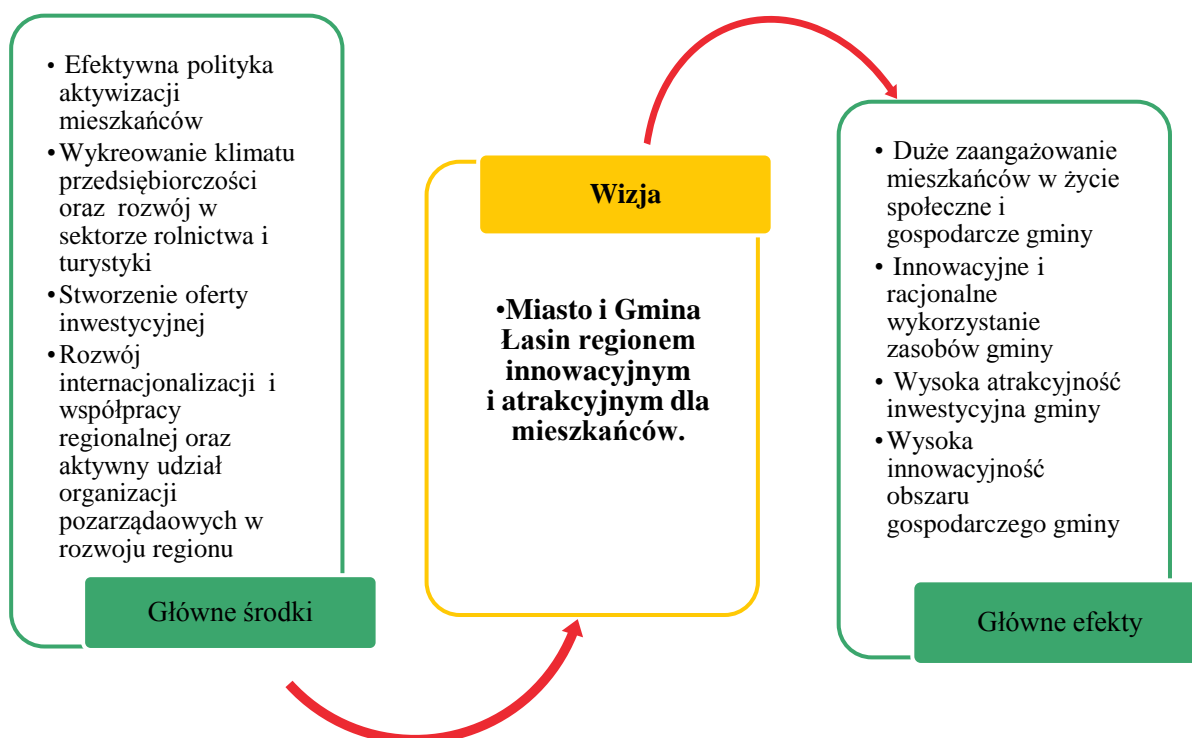 • Efektywna polityka
aktywizacji
mieszkańców
•Wykreowanie klimatu
przedsiębiorczości
oraz rozwój w
sektorze rolnictwa i
turystyki
•Stworzenie oferty
inwestycyjnej
•Rozwój
internacjonalizacji i
współpracy
regionalnej oraz
aktywny udział
organizacji
pozarządaowych w
rozwoju regionu
Główne środki
Wizja
•Miasto i Gmina
Łasin regionem
innowacyjnym
i atrakcyjnym dla
mieszkańców.
• Duże zaangażowanie
mieszkańców w życie
społeczne i
gospodarcze gminy
• Innowacyjne i
racjonalne
wykorzystanie
zasobów gminy
• Wysoka atrakcyjność
inwestycyjna gminy
•Wysoka
innowacyjność
obszaru
gospodarczego gminy
Główne efekty